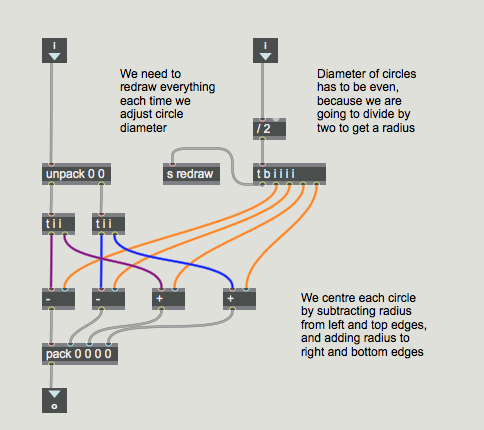 i
i
We need to
redraw everything
each time we
adjust circle
diameter
Diameter of circles
has to be even,
because we are
going to divide by
two to get a radius
/ 2
unpack 0 0
s redraw
t b i i i i
t i i
t i i
-
-
+
+
We centre each circle
by subtracting radius
from left and top edges,
and adding radius to
right and bottom edges
pack 0 0 0 0
o